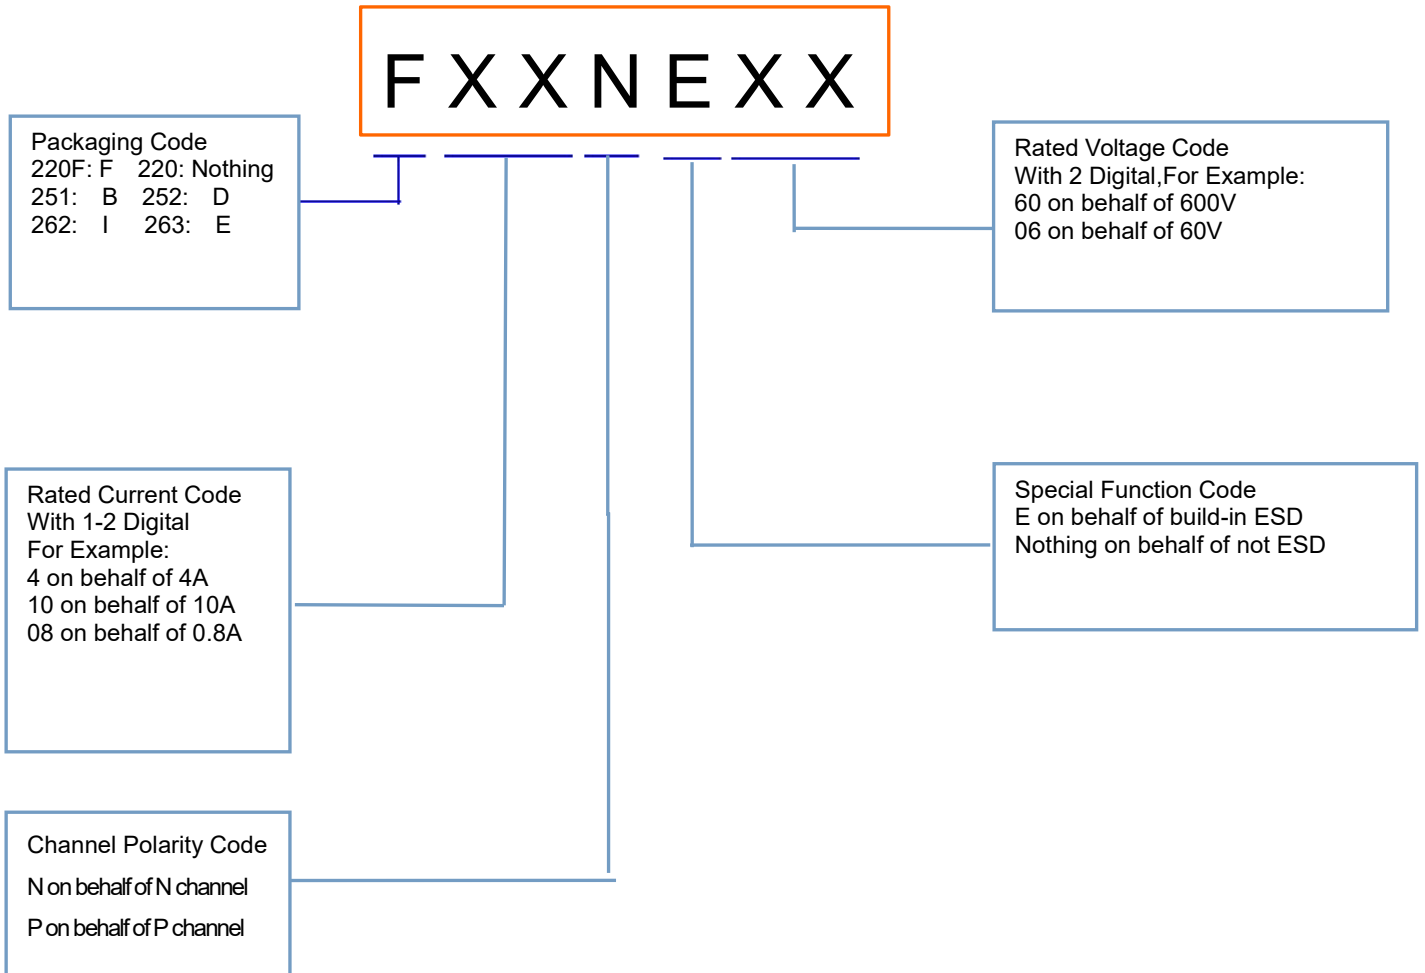 F X X N E X X
Packaging Code
220F: F 220: Nothing
251: B 252: D
262: I 263: E
Rated Voltage Code
With 2 Digital,For Example:
60 on behalf of 600V
06 on behalf of 60V
Rated Current Code
With 1-2 Digital
For Example:
4 on behalf of 4A
10 on behalf of 10A
08 on behalf of 0.8A
Special Function Code
E on behalf of build-in ESD
Nothing on behalf of not ESD
Channel Polarity Code
N on behalf of N channel
P on behalf of P channel